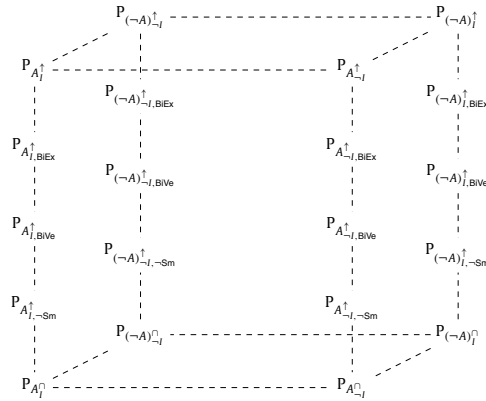 P_{(¬A)^↑_{¬I}} P_{(¬A)^↑_I}
P_{A^↑_I} P_{A^↑_{¬I}}
P_{(¬A)^↑_{¬I,BiEx}} P_{(¬A)^↑_{I,BiEx}}
P_{A^↑_{I,BiEx}} P_{A^↑_{¬I,BiEx}}
P_{(¬A)^↑_{¬I,BiVe}} P_{(¬A)^↑_{I,BiVe}}
P_{A^↑_{I,BiVe}} P_{A^↑_{¬I,BiVe}}
P_{(¬A)^↑_{¬I,¬Sm}} P_{(¬A)^↑_{I,¬Sm}}
P_{A^↑_{I,¬Sm}} P_{A^↑_{¬I,¬Sm}}
P_{(¬A)^∩_{¬I}} P_{(¬A)^∩_I}
P_{A^∩_I} P_{A^∩_{¬I}}